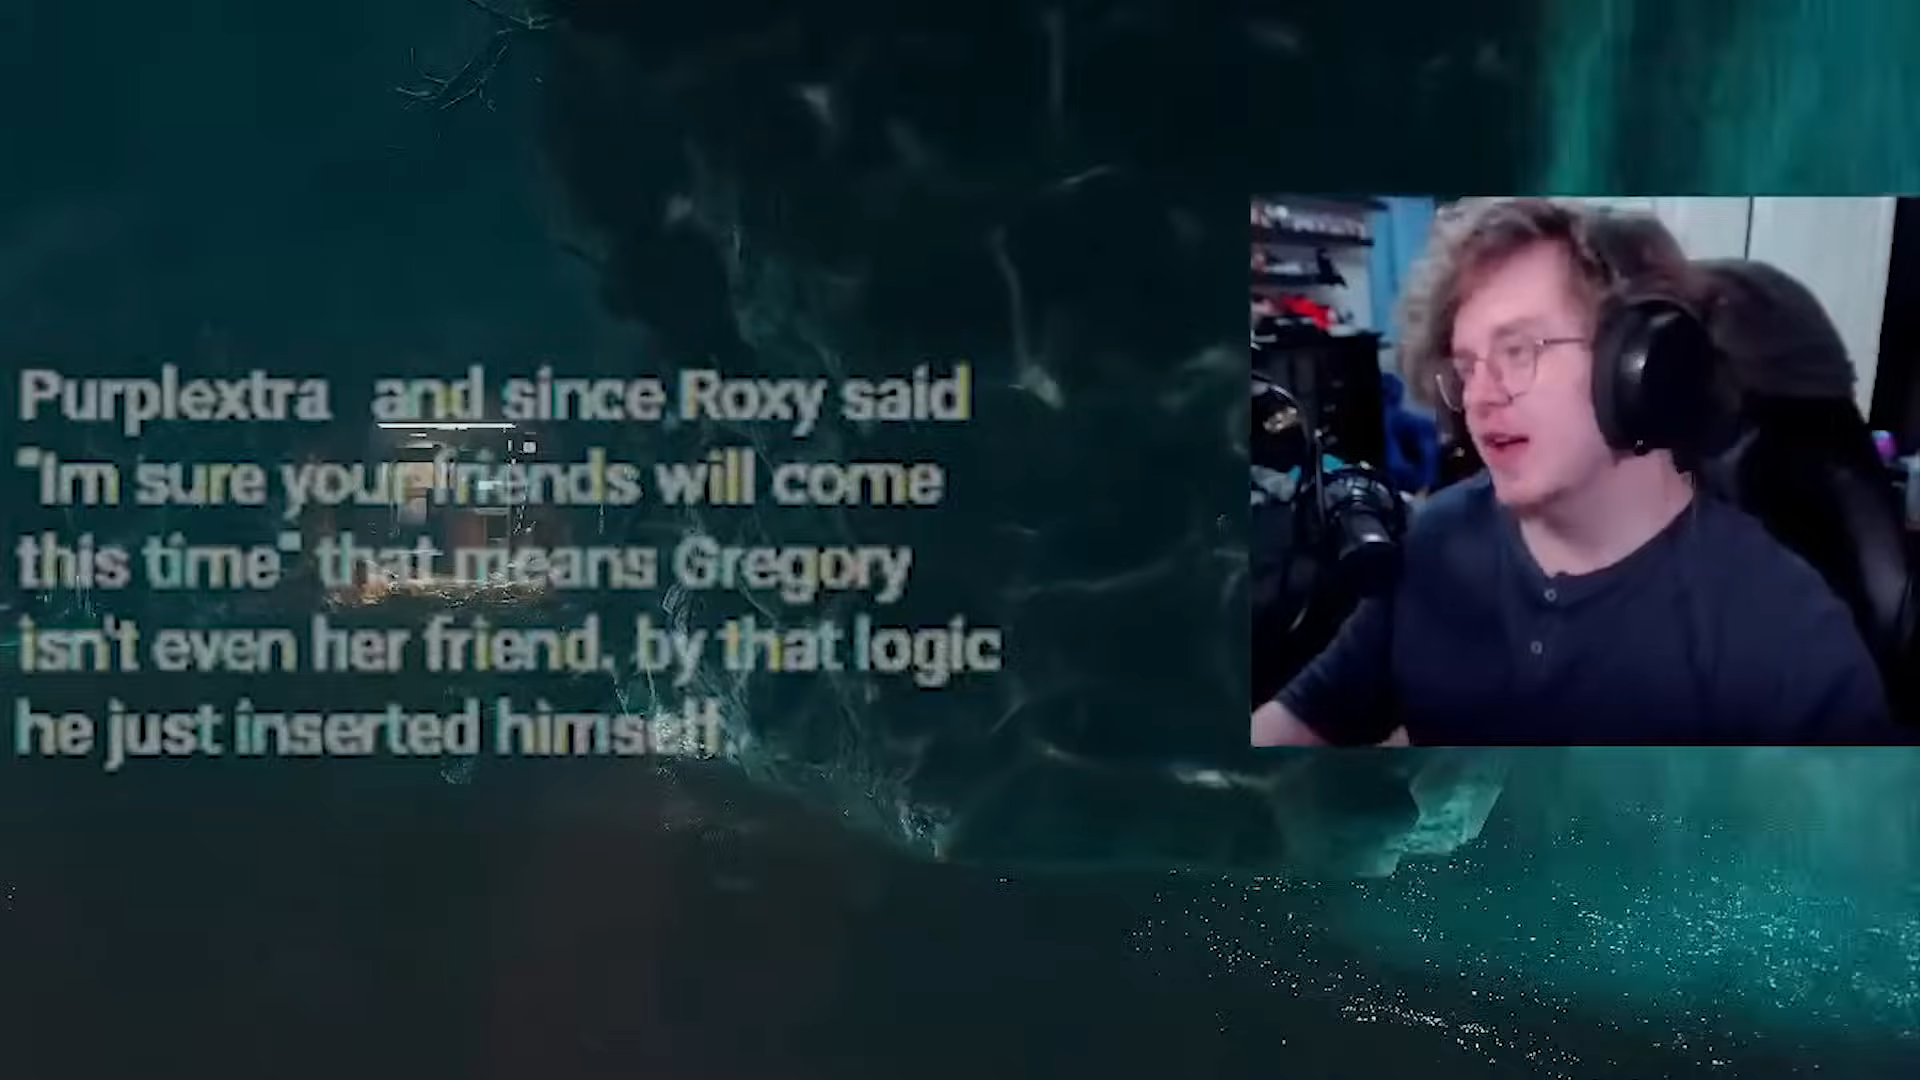 Purplextra and since Roxy said
"Im sure your friends will come
this time" that means Gregory
isn't even her friend. by that logic
he just inserted himself